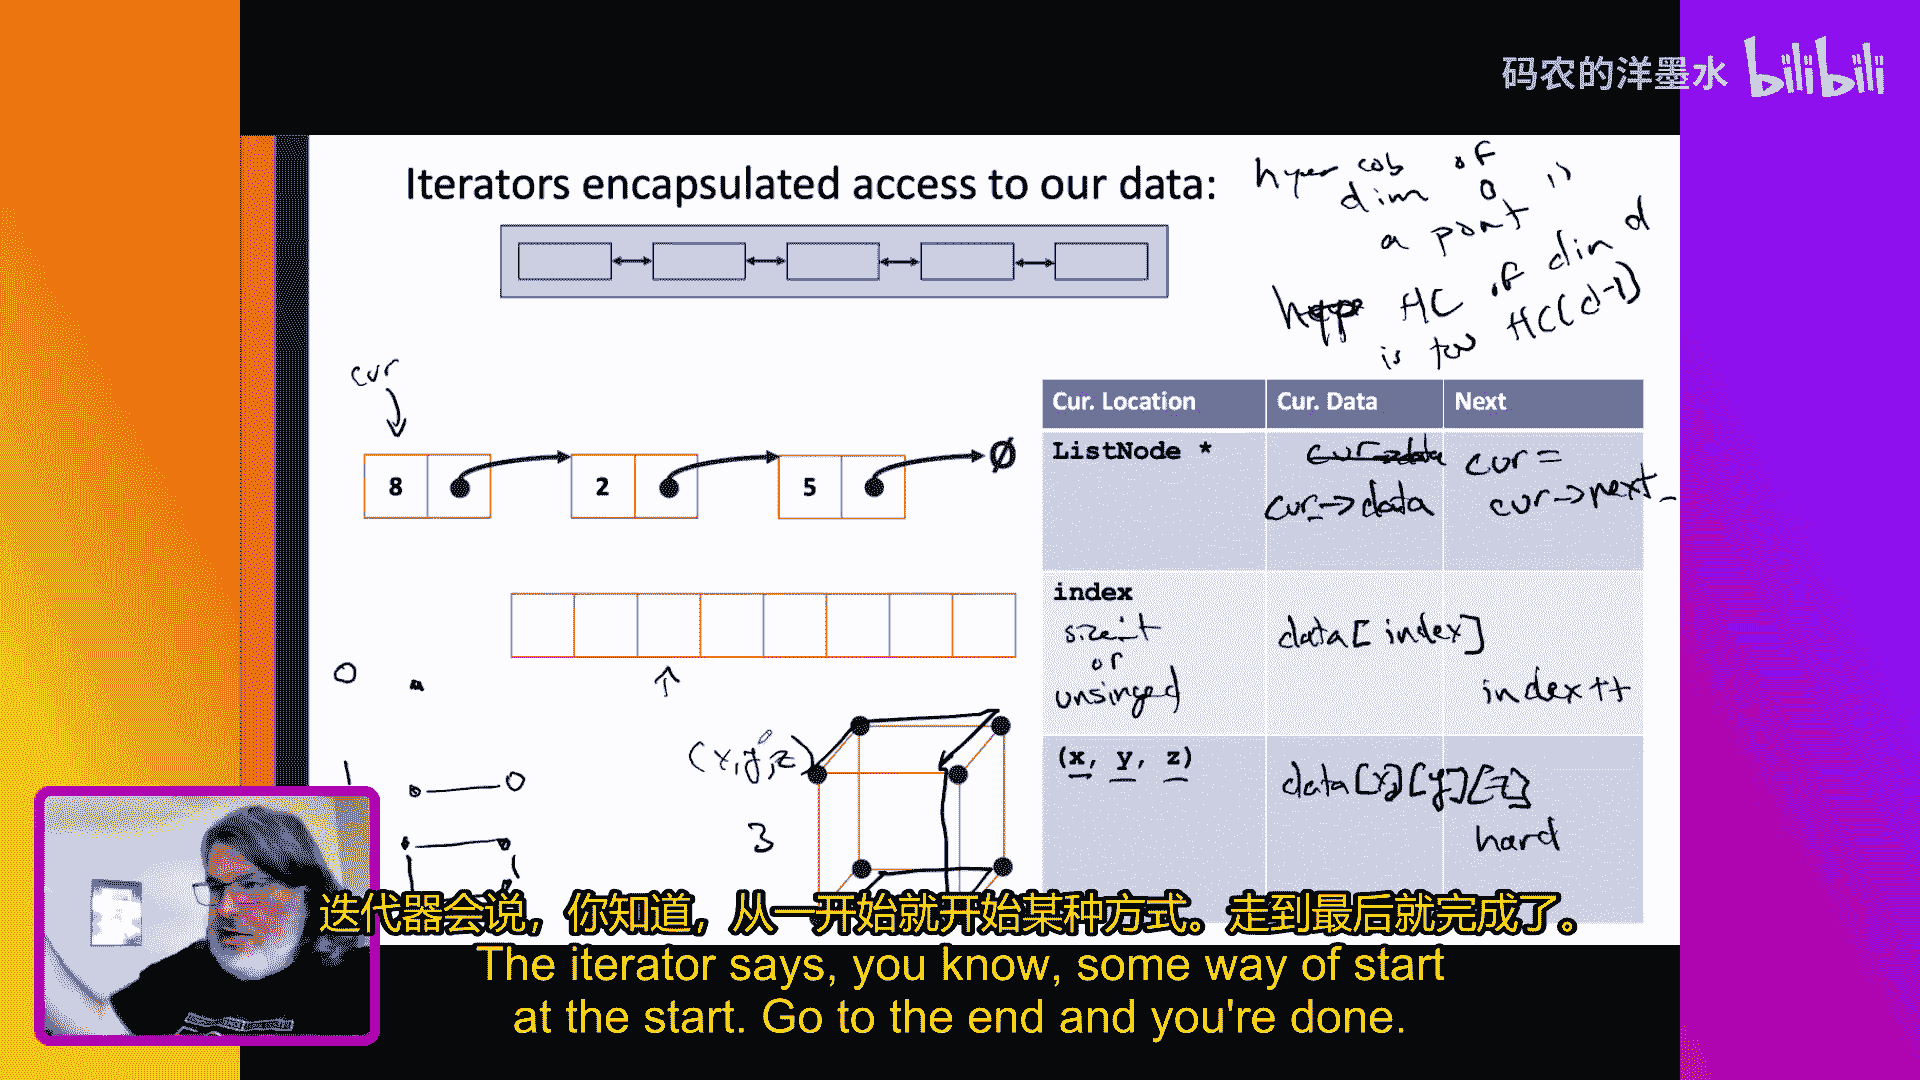 码农的洋墨水 bilibili
Iterators encapsulated access to our data:
hyper cob of
dim 0 is
a point
HC of dim d
is two HC(d-1)
cur
Cur. Location Cur. Data Next
8 2 5 Ø
ListNode *
cur->data
cur =
cur->next_
index
size_t
or
unsinged
data[index]
index++
0
1
(x,y,z)
3
(x, y, z)
data[x][y][z]
hard
迭代器会说，你知道，从一开始就开始某种方式。走到最后就完成了。
The iterator says, you know, some way of start
at the start. Go to the end and you're done.